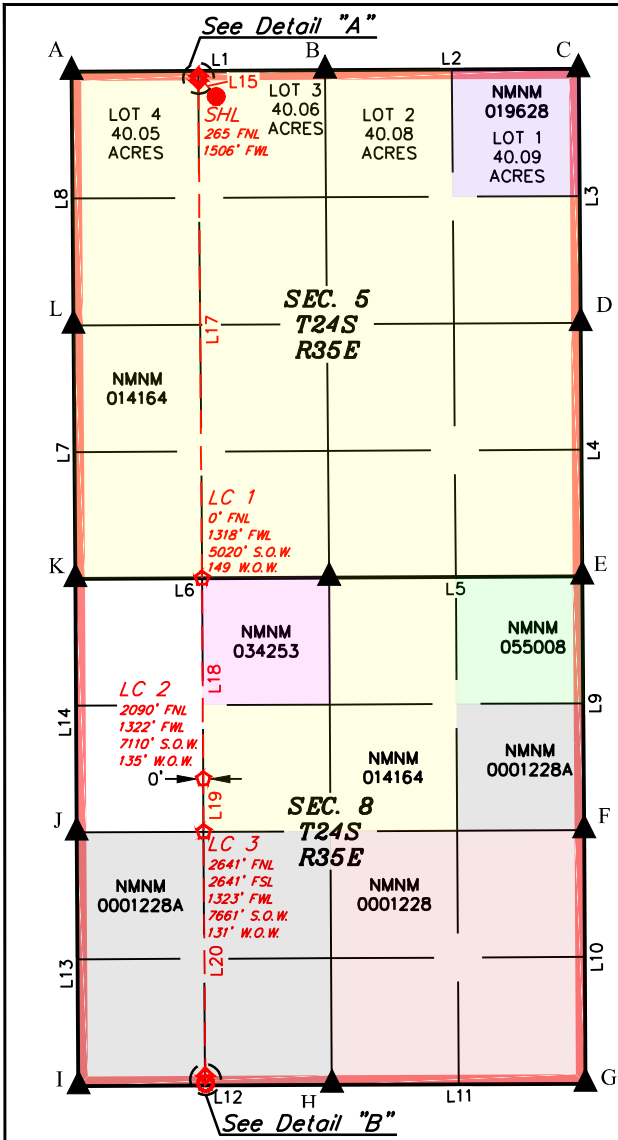 See Detail "A"
A
L1
B
L2
C
L15
LOT 4
40.05
ACRES
SHL
265 FNL
1506' FWL
LOT 3
40.06
ACRES
LOT 2
40.08
ACRES
NMNM
019628
LOT 1
40.09
ACRES
L8
L3
SEC. 5
T24S
R35E
L
D
L17
NMNM
014164
L7
L4
LC 1
0' FNL
1318' FWL
5020' S.O.W.
149 W.O.W.
K
E
L6
L5
NMNM
034253
NMNM
055008
L18
LC 2
2090' FNL
1322' FWL
7110' S.O.W.
135' W.O.W.
L14
L9
NMNM
014164
NMNM
0001228A
0'
L19
SEC. 8
T24S
R35E
J
F
LC 3
2641' FNL
2641' FSL
1323' FWL
7661' S.O.W.
131' W.O.W.
NMNM
0001228A
NMNM
0001228
L13
L20
L10
I
L12
H
L11
G
See Detail "B"